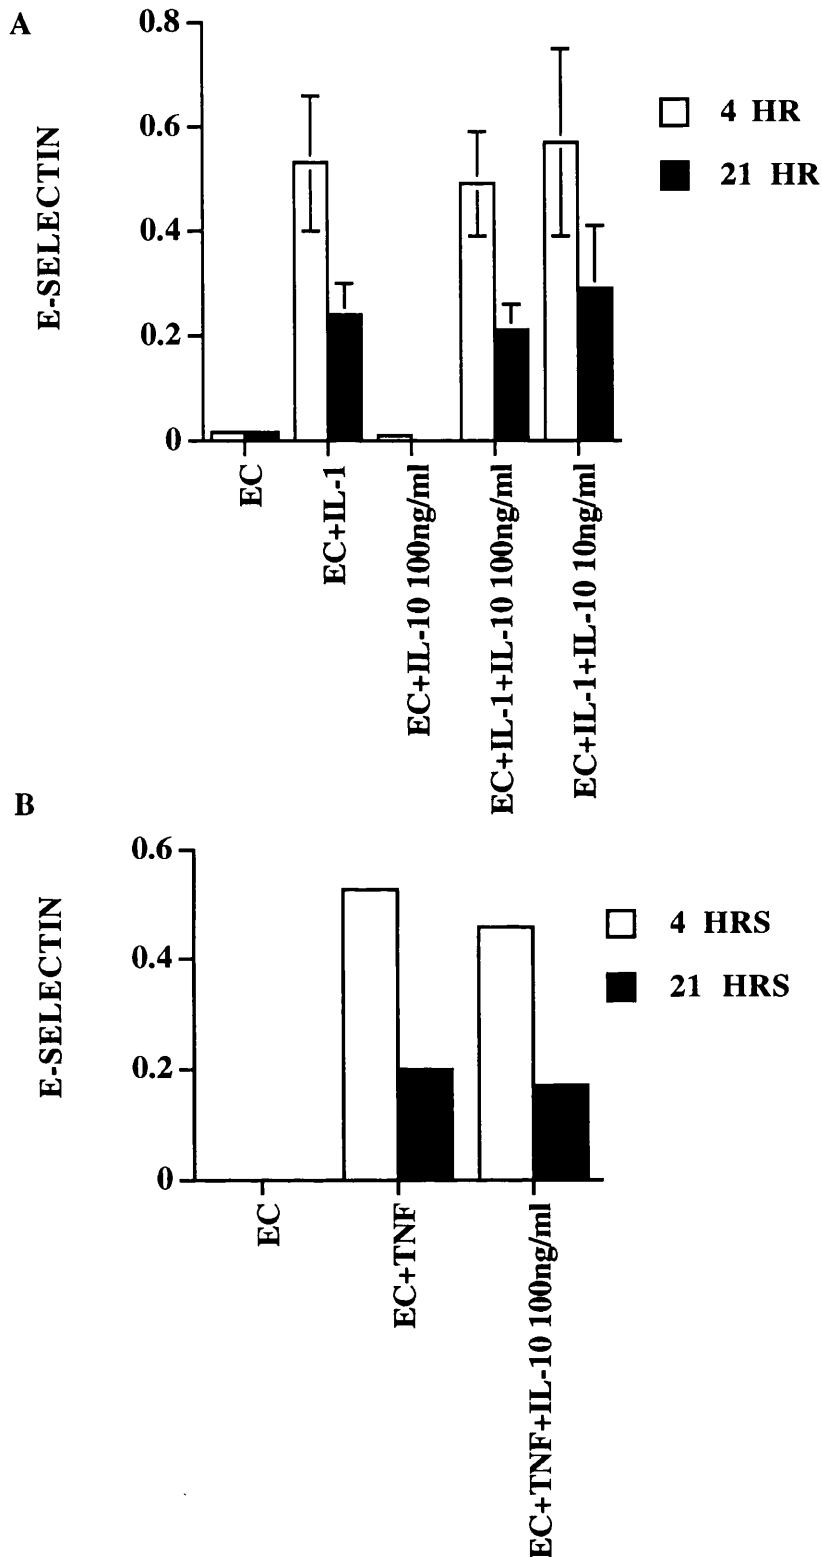 A
E-SELECTIN
0.8
0.6
0.4
0.2
0
4 HR
21 HR
EC
EC+IL-1
EC+IL-10 100ng/ml
EC+IL-1+IL-10 100ng/ml
EC+IL-1+IL-10 10ng/ml
B
E-SELECTIN
0.6
0.4
0.2
0
4 HRS
21 HRS
EC
EC+TNF
EC+TNF+IL-10 100ng/ml